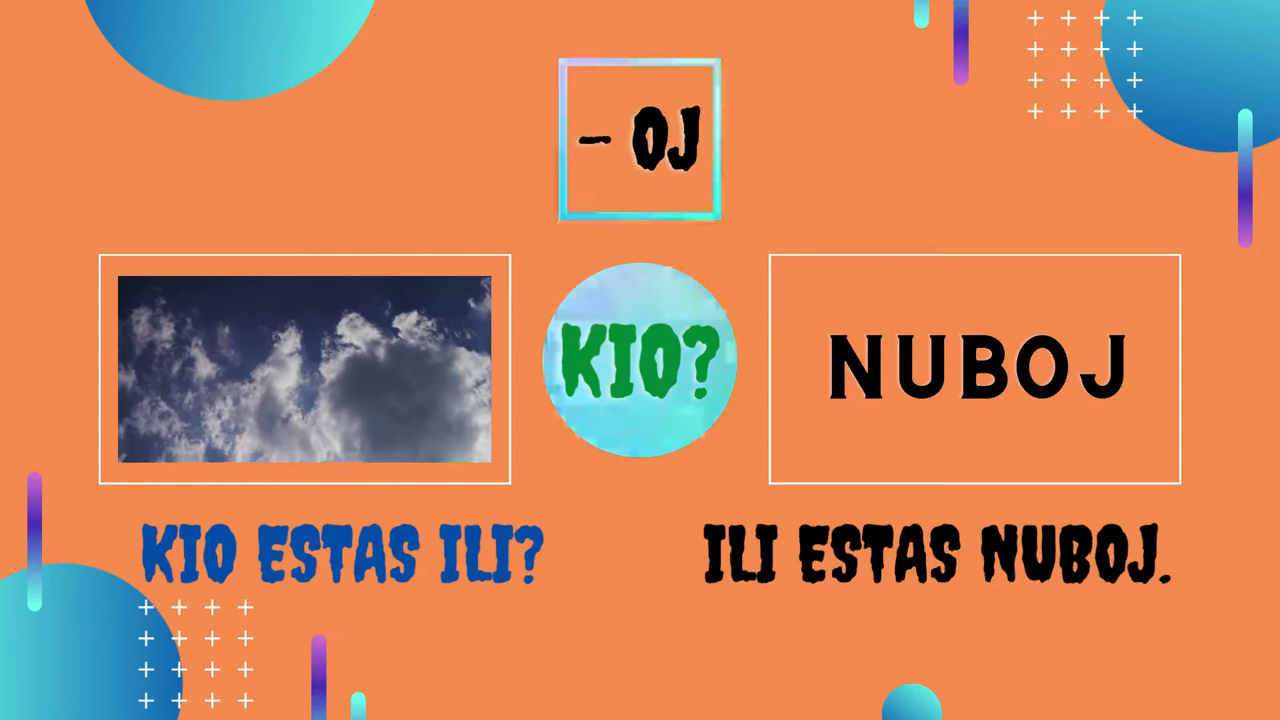 – OJ
KIO?
NUBOJ
KIO ESTAS ILI?
ILI ESTAS NUBOJ.